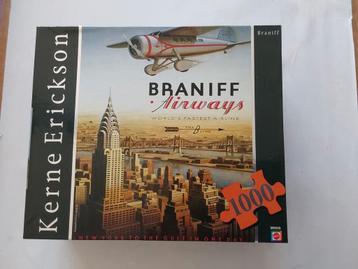 Kerne Erickson
Braniff
BRANIFF
Airways
WORLD'S FASTEST AIRLINE
1000
NEW YORK TO THE GULF IN ONE DAY